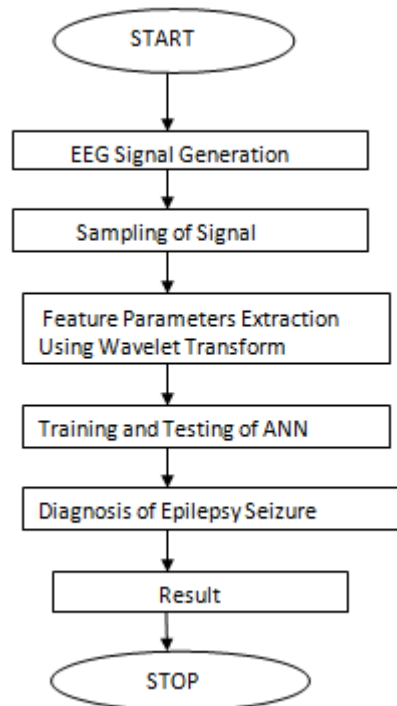 START
EEG Signal Generation
Sampling of Signal
Feature Parameters Extraction
Using Wavelet Transform
Training and Testing of ANN
Diagnosis of Epilepsy Seizure
Result
STOP